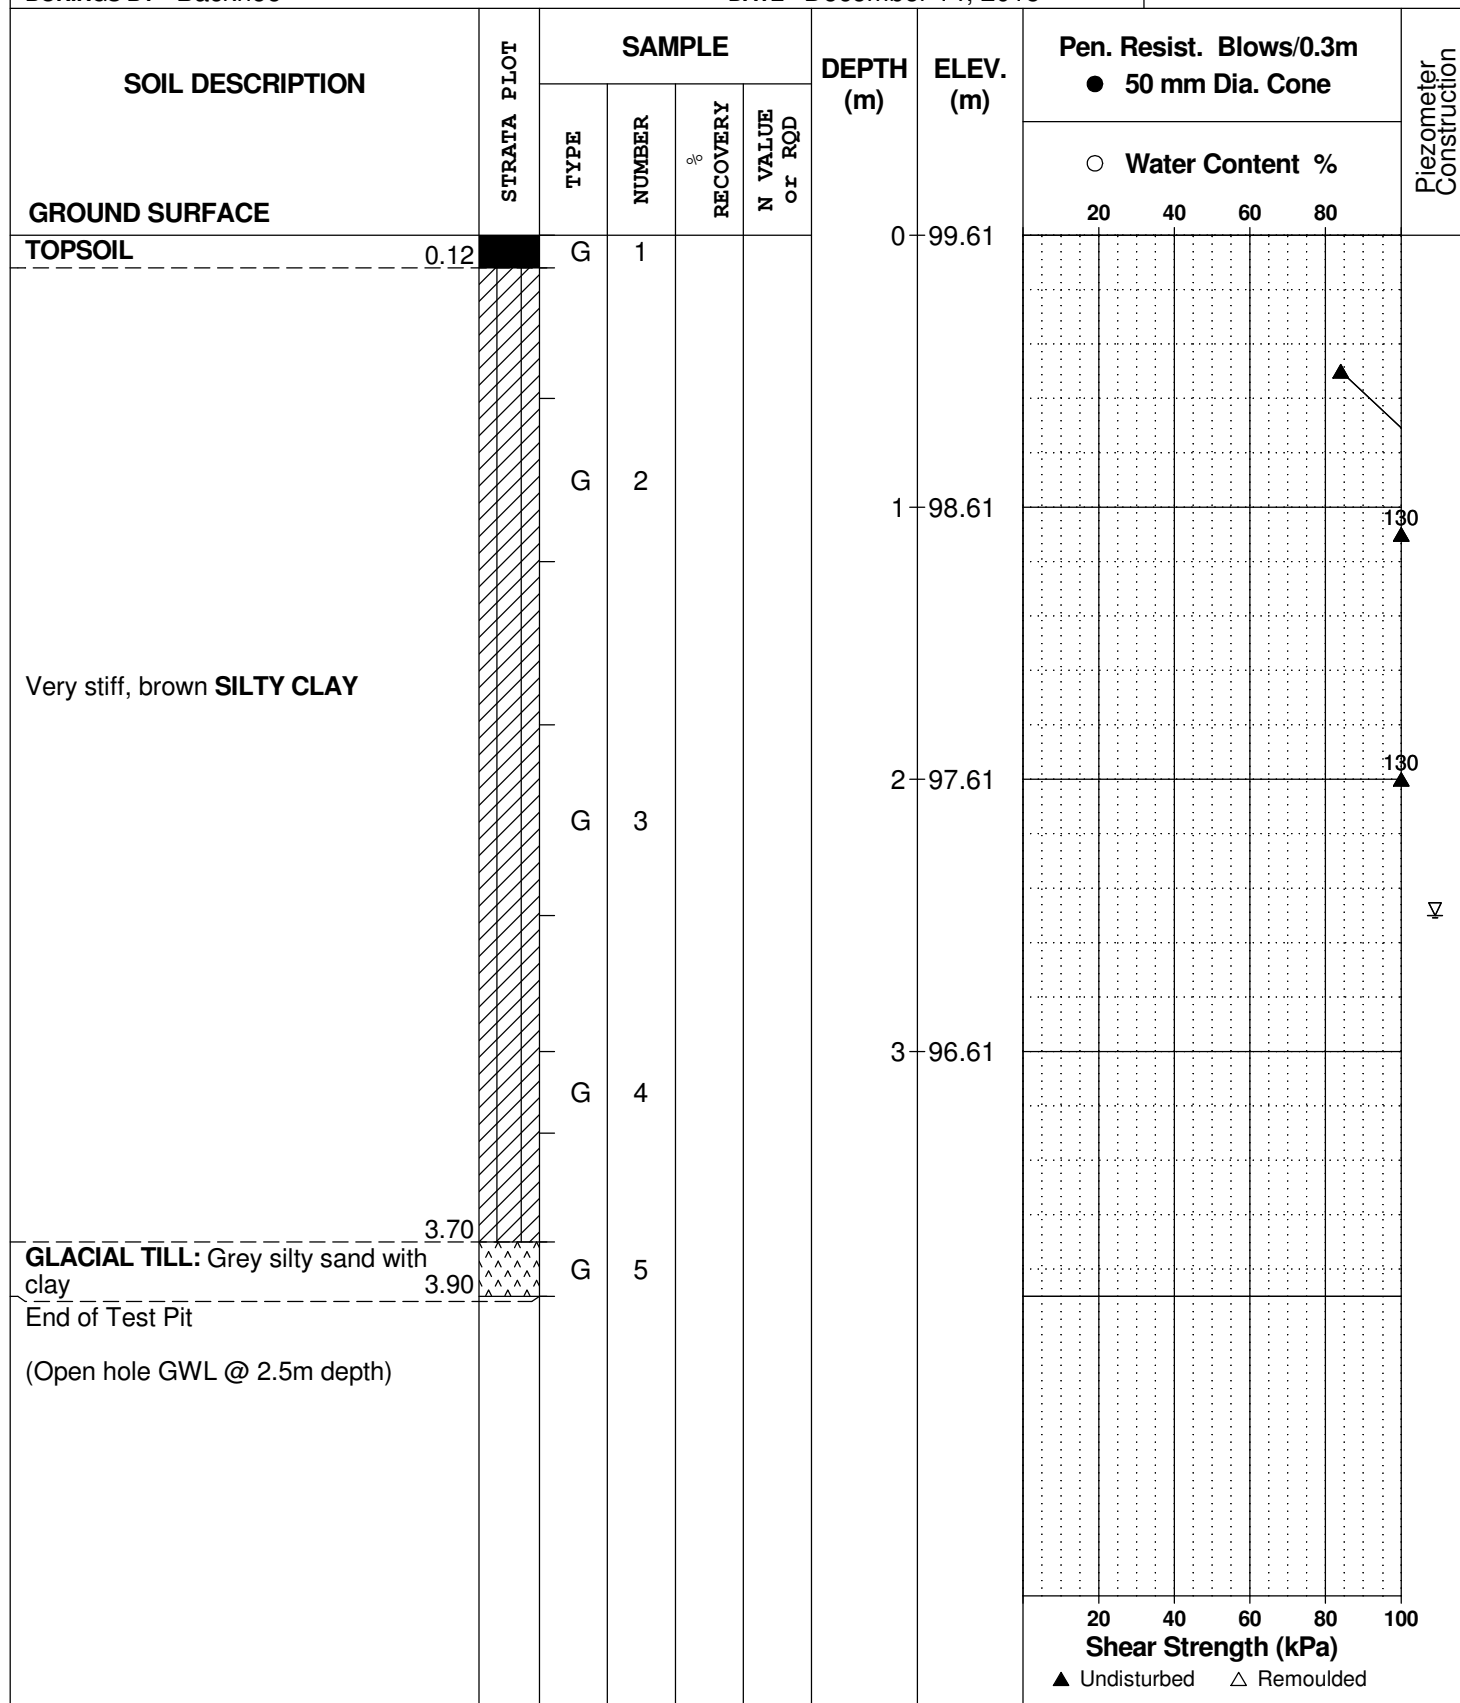 SOIL DESCRIPTION
GROUND SURFACE
STRATA PLOT
SAMPLE
TYPE
NUMBER
%
RECOVERY
N VALUE
or RQD
DEPTH
(m)
ELEV.
(m)
Pen. Resist. Blows/0.3m
● 50 mm Dia. Cone
○ Water Content %
20 40 60 80
Piezometer
Construction
TOPSOIL 0.12 G 1
0 99.61
G 2
1 98.61
130
Very stiff, brown SILTY CLAY
2 97.61
130
G 3
3 96.61
G 4
3.70
GLACIAL TILL: Grey silty sand with
clay 3.90
G 5
End of Test Pit
(Open hole GWL @ 2.5m depth)
20 40 60 80 100
Shear Strength (kPa)
▲ Undisturbed △ Remoulded